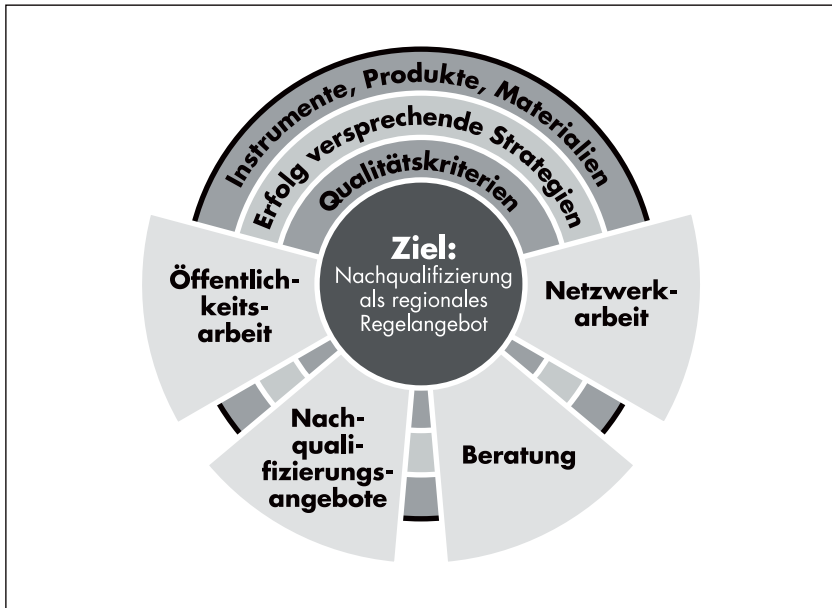 Instrumente, Produkte, Materialien
Erfolg versprechende Strategien
Qualitätskriterien
Ziel:
Nachqualifizierung
als regionales
Regelangebot
Öffentlich-
keits-
arbeit
Netzwerk-
arbeit
Nach-
quali-
fizierungs-
angebote
Beratung